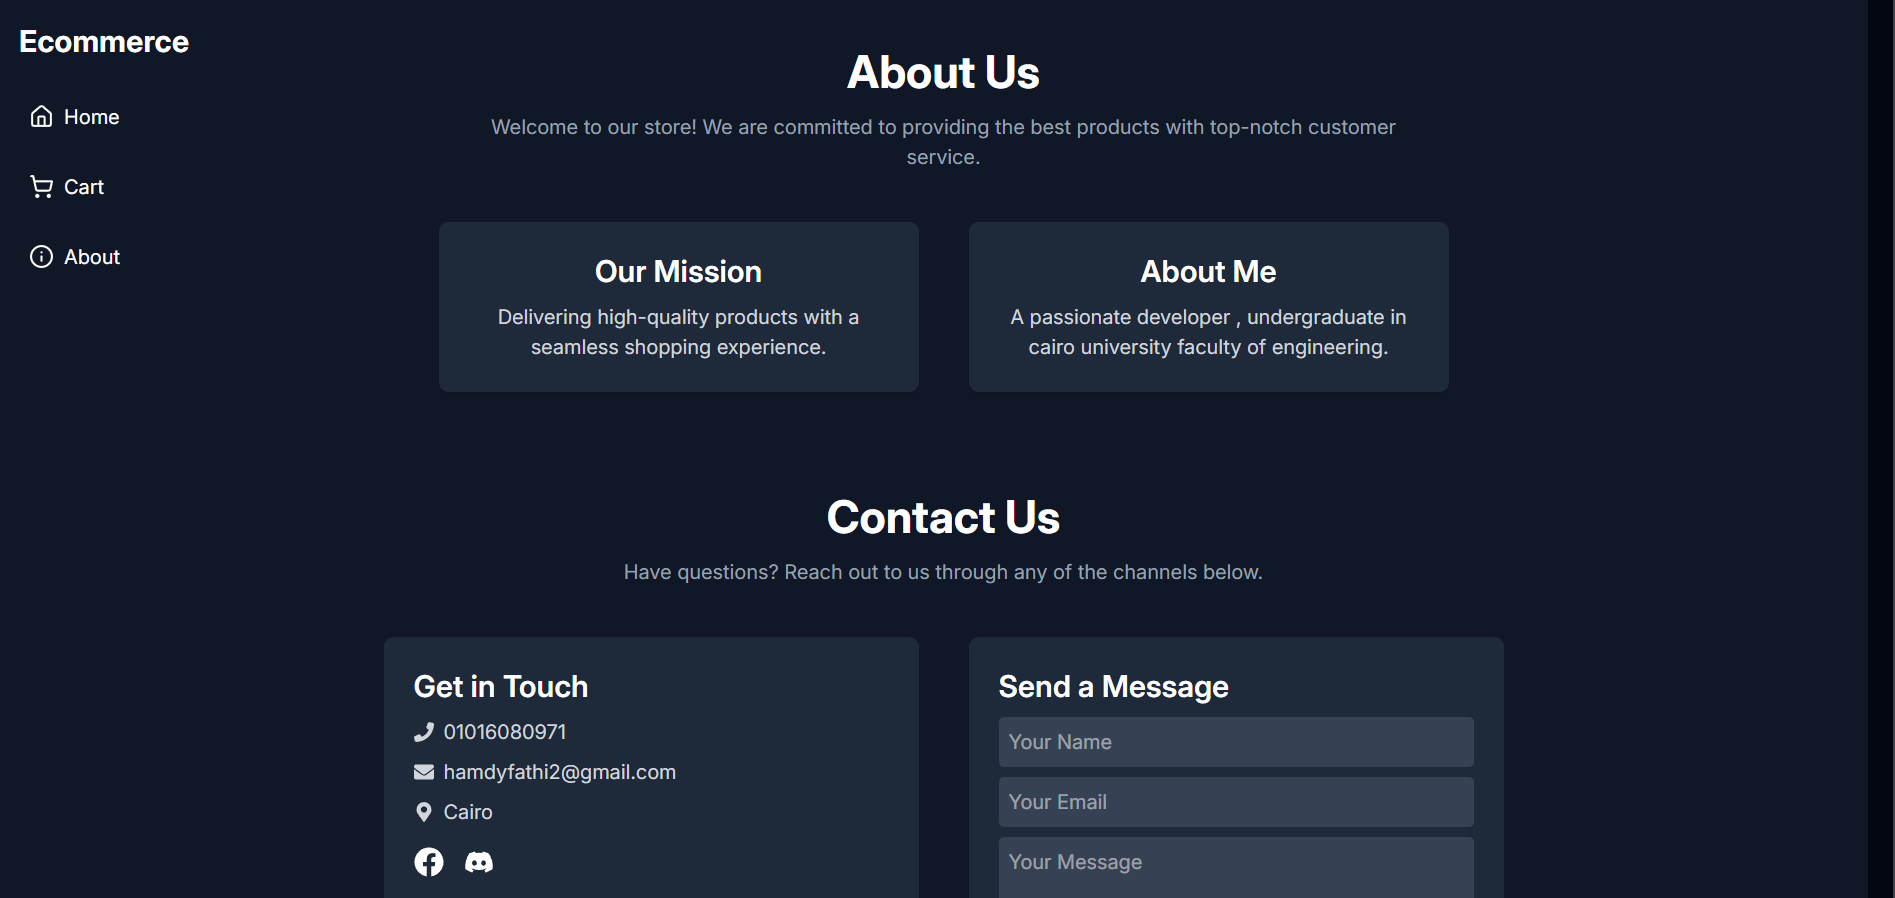 Ecommerce
Home
Cart
About
About Us
Welcome to our store! We are committed to providing the best products with top-notch customer
service.
Our Mission
Delivering high-quality products with a
seamless shopping experience.
About Me
A passionate developer , undergraduate in
cairo university faculty of engineering.
Contact Us
Have questions? Reach out to us through any of the channels below.
Get in Touch
01016080971
hamdyfathi2@gmail.com
Cairo
Send a Message
Your Name
Your Email
Your Message